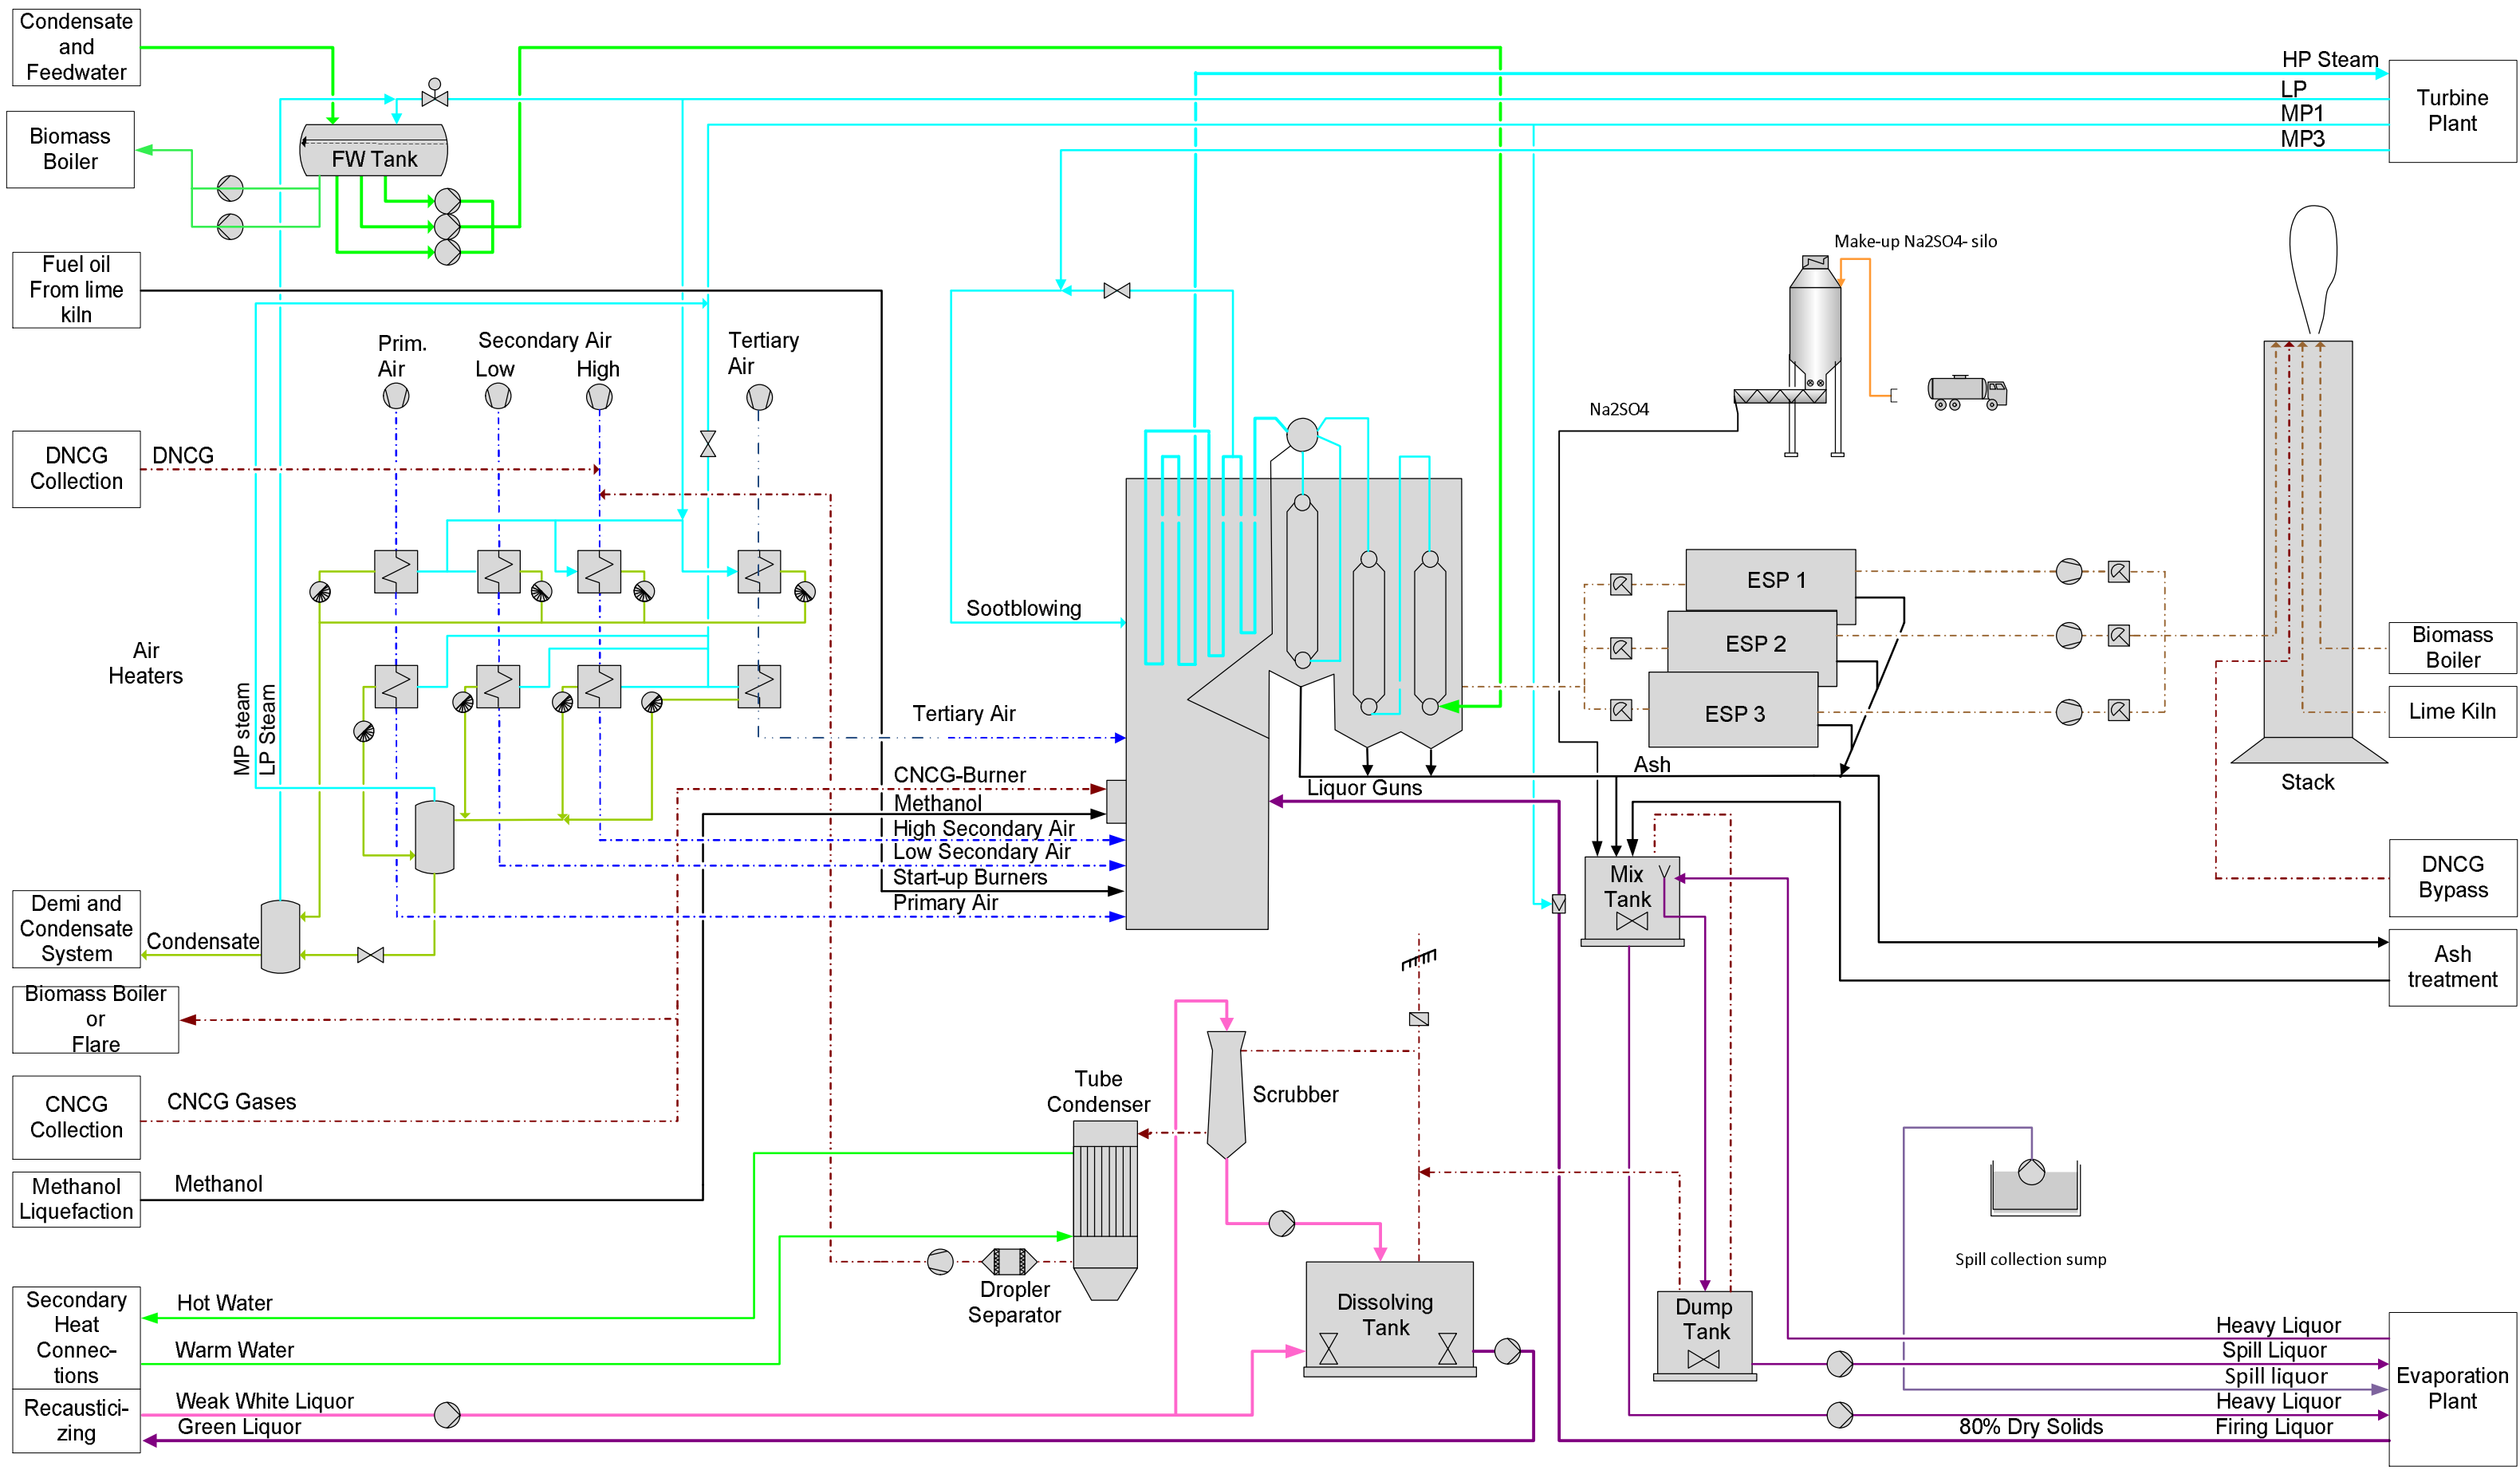 Condensate
and
Feedwater
HP Steam
LP
MP1
MP3
Turbine
Plant
Biomass
Boiler
FW Tank
Fuel oil
From lime
kiln
Make-up Na2SO4- silo
Prim.
Air
Secondary Air
Low
High
Tertiary
Air
Na2SO4
DNCG
Collection
DNCG
ESP 1
ESP 2
ESP 3
Sootblowing
Air
Heaters
MP steam
LP Steam
Biomass
Boiler
Lime Kiln
Stack
Tertiary Air
CNCG-Burner
Methanol
High Secondary Air
Low Secondary Air
Start-up Burners
Primary Air
Ash
Liquor Guns
Mix
Tank
DNCG
Bypass
Demi and
Condensate
System
Condensate
Ash
treatment
Biomass Boiler
or
Flare
CNCG
Collection
CNCG Gases
Tube
Condenser
Scrubber
Methanol
Liquefaction
Methanol
Spill collection sump
Dropler
Separator
Dissolving
Tank
Dump
Tank
Secondary
Heat
Connec-
tions
Hot Water
Warm Water
Recaustici-
zing
Weak White Liquor
Green Liquor
Heavy Liquor
Spill Liquor
Spill liquor
Heavy Liquor
80% Dry Solids
Firing Liquor
Evaporation
Plant